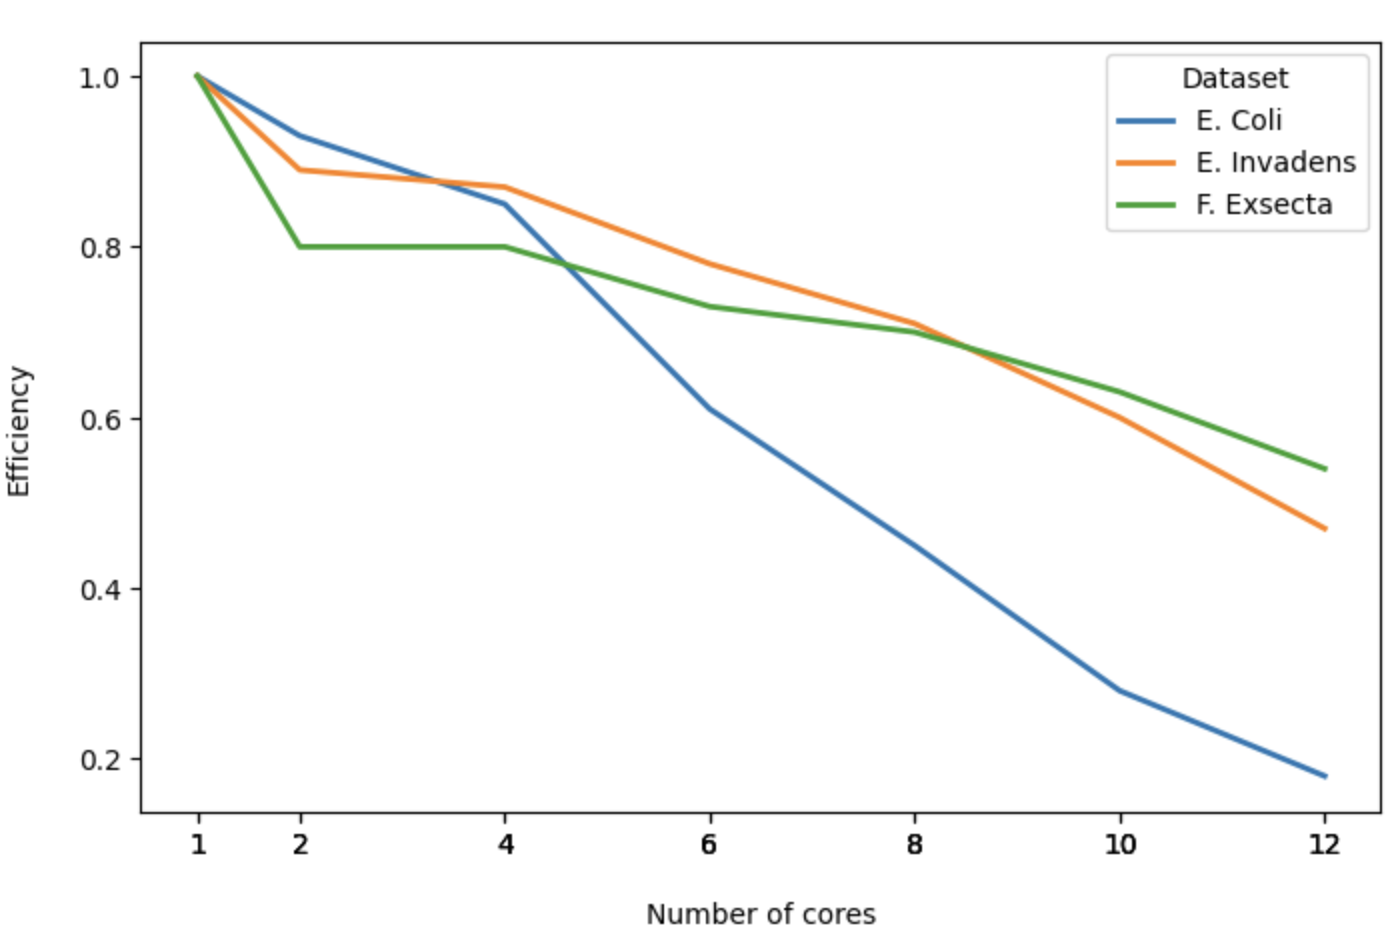 1.0
0.8
0.6
0.4
0.2
Efficiency
1 2 4 6 8 10 12
Number of cores
Dataset
E. Coli
E. Invadens
F. Exsecta